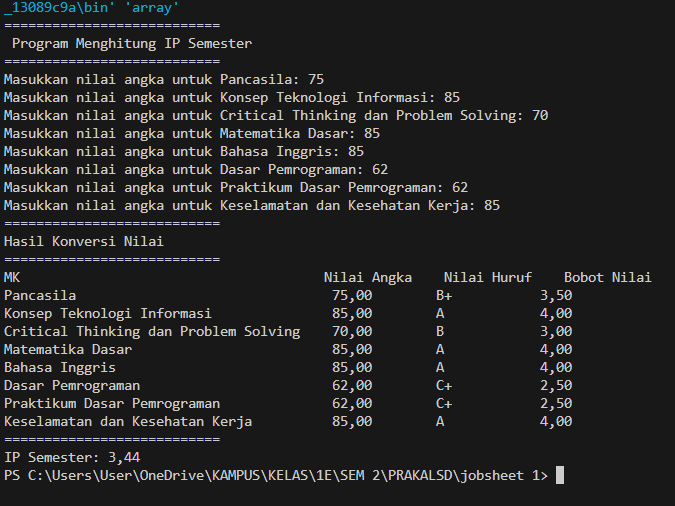 _13089c9a\bin' 'array'
===========================
Program Menghitung IP Semester
===========================
Masukkan nilai angka untuk Pancasila: 75
Masukkan nilai angka untuk Konsep Teknologi Informasi: 85
Masukkan nilai angka untuk Critical Thinking dan Problem Solving: 70
Masukkan nilai angka untuk Matematika Dasar: 85
Masukkan nilai angka untuk Bahasa Inggris: 85
Masukkan nilai angka untuk Dasar Pemrograman: 62
Masukkan nilai angka untuk Praktikum Dasar Pemrograman: 62
Masukkan nilai angka untuk Keselamatan dan Kesehatan Kerja: 85
===========================
Hasil Konversi Nilai
===========================
MK                                      Nilai Angka    Nilai Huruf    Bobot Nilai
Pancasila                                75,00        B+           3,50
Konsep Teknologi Informasi               85,00        A            4,00
Critical Thinking dan Problem Solving    70,00        B            3,00
Matematika Dasar                         85,00        A            4,00
Bahasa Inggris                           85,00        A            4,00
Dasar Pemrograman                        62,00        C+           2,50
Praktikum Dasar Pemrograman              62,00        C+           2,50
Keselamatan dan Kesehatan Kerja          85,00        A            4,00
===========================
IP Semester: 3,44
PS C:\Users\User\OneDrive\KAMPUS\KELAS\1E\SEM 2\PRAKALSD\jobsheet 1>